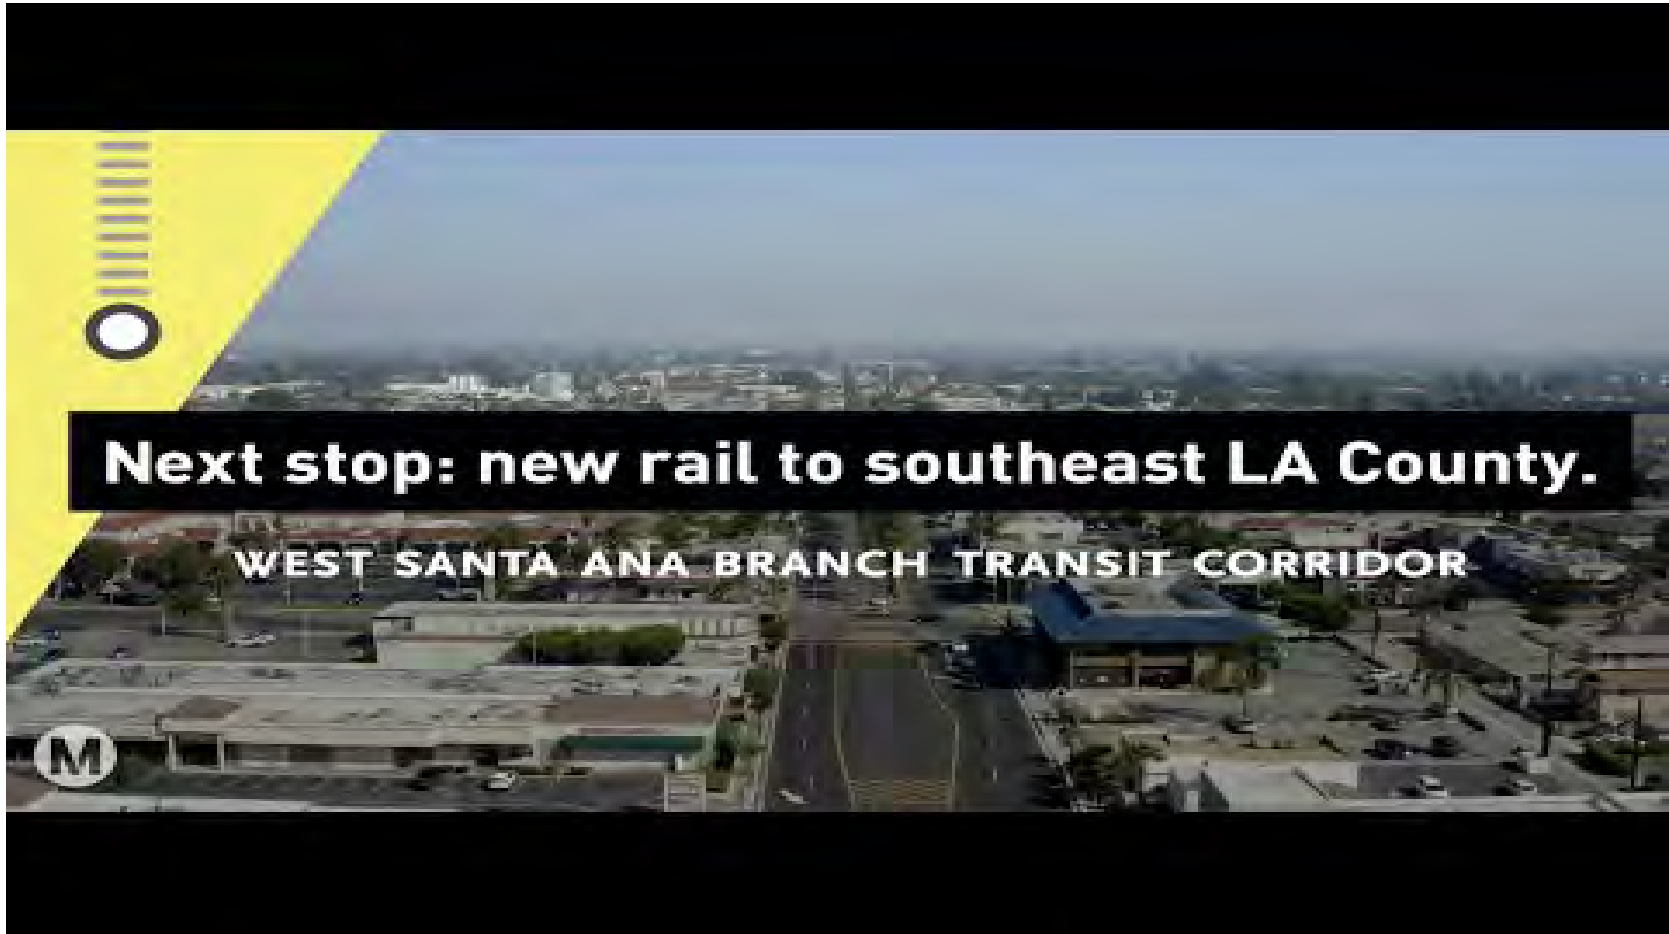 Next stop: new rail to southeast LA County.
WEST SANTA ANA BRANCH TRANSIT CORRIDOR
M